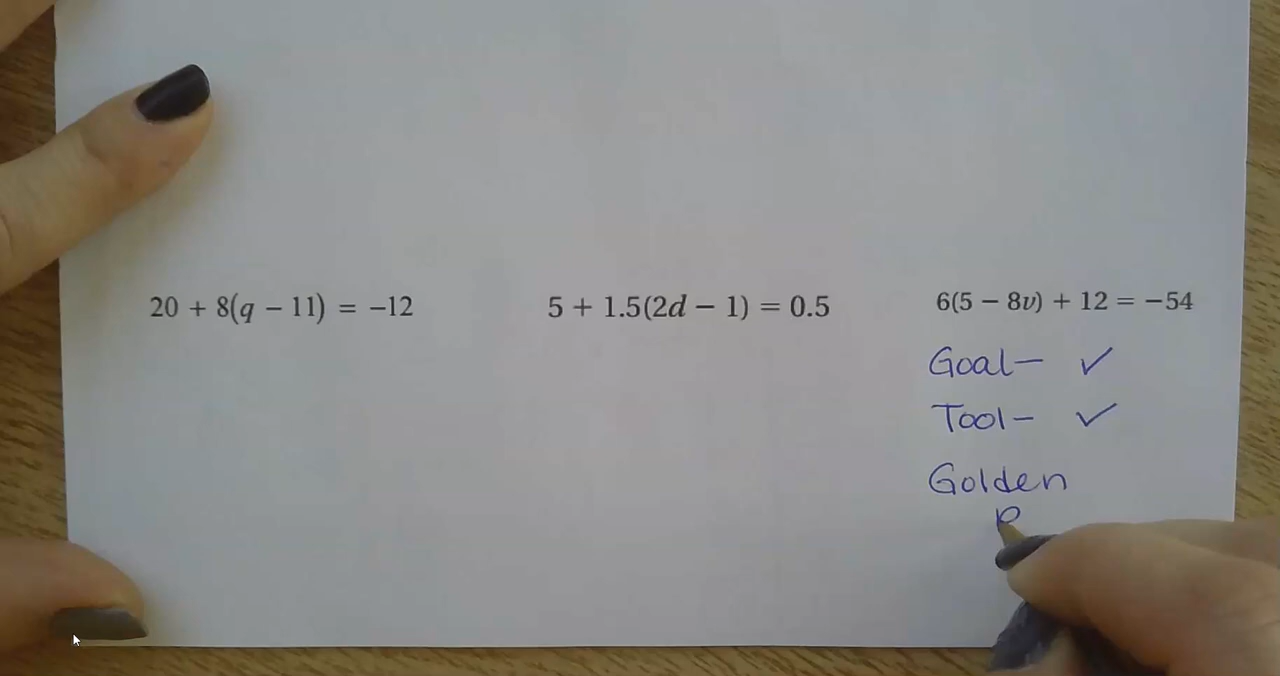 20 + 8(q − 11) = −12
5 + 1.5(2d − 1) = 0.5
6(5 − 8v) + 12 = −54
Goal— ✓
Tool— ✓
Golden
R